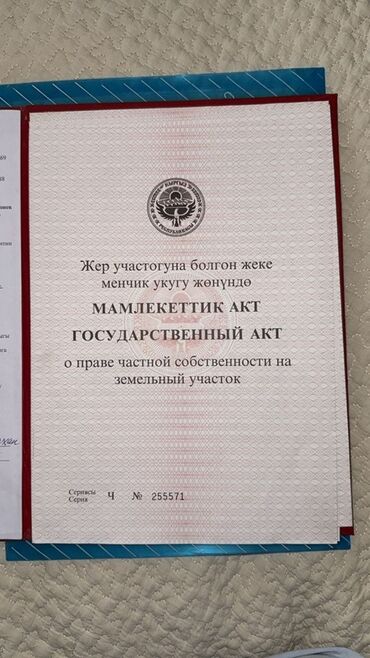 Жер участогуна болгон жеке
менчик укугу жөнүндө
МАМЛЕКЕТТИК АКТ
ГОСУДАРСТВЕННЫЙ АКТ
о праве частной собственности на
земельный участок
Сериясы
Серия Ч № 255571